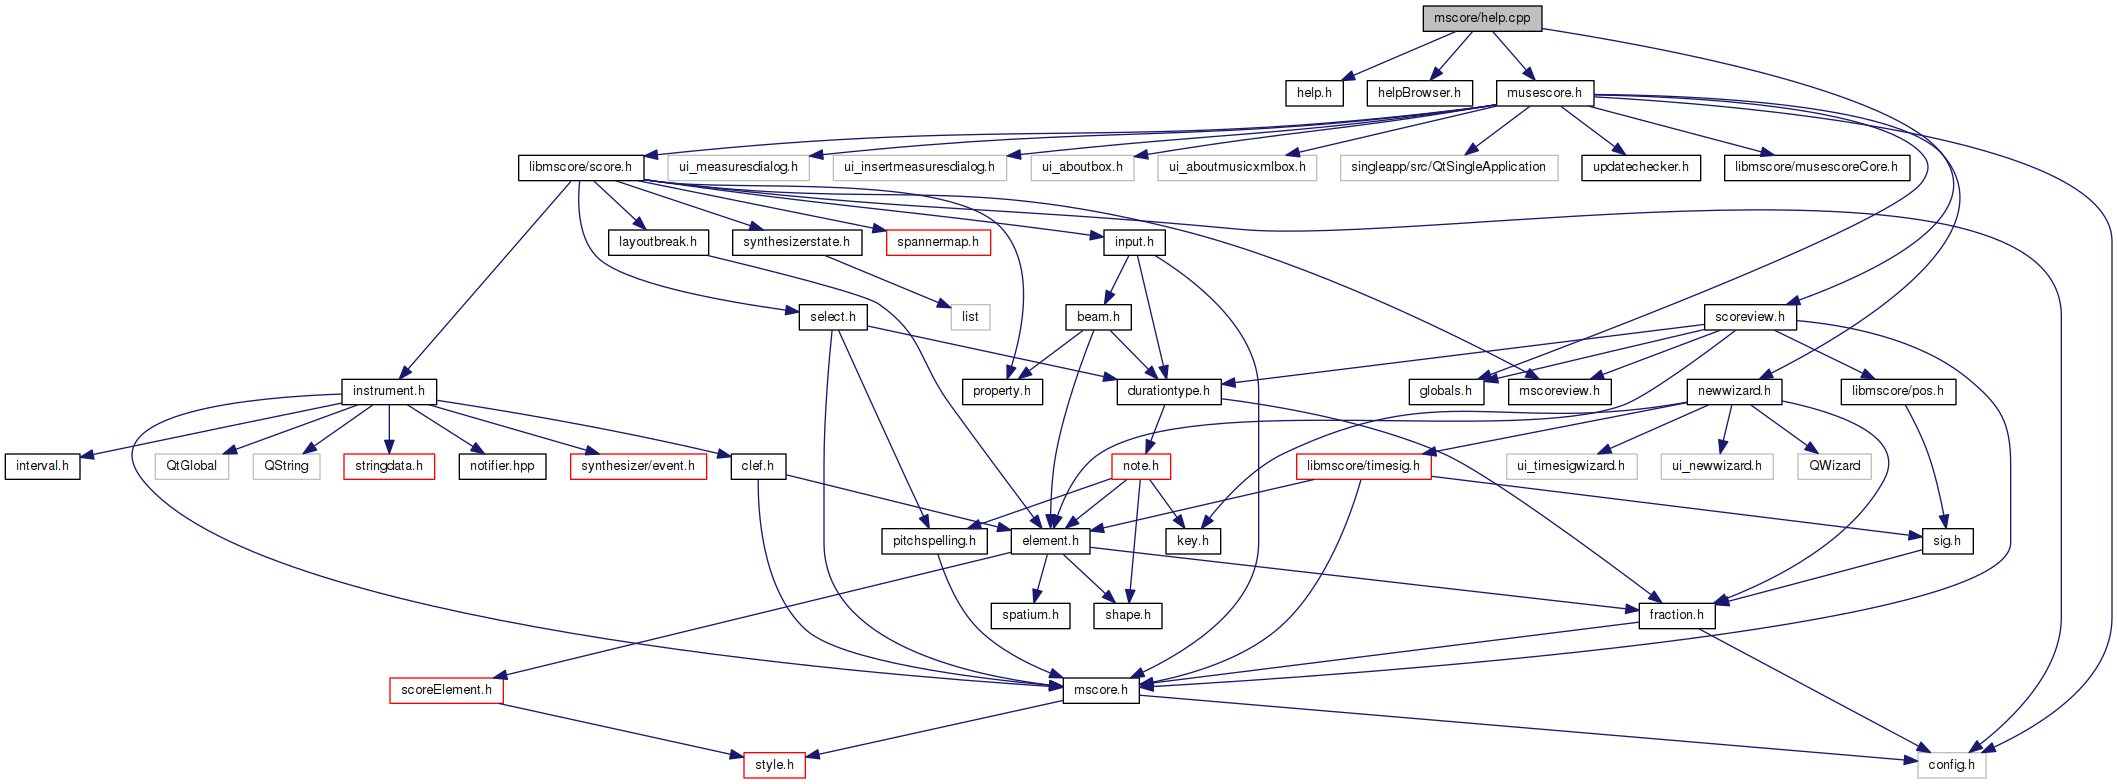 mscore/help.cpp
help.h
helpBrowser.h
musescore.h
libmscore/score.h
ui_measuresdialog.h
ui_insertmeasuresdialog.h
ui_aboutbox.h
ui_aboutmusicxmlbox.h
singleapp/src/QtSingleApplication
updatechecker.h
libmscore/musescoreCore.h
layoutbreak.h
synthesizerstate.h
spannermap.h
input.h
select.h
list
beam.h
scoreview.h
instrument.h
property.h
durationtype.h
globals.h
mscoreview.h
newwizard.h
libmscore/pos.h
interval.h
QtGlobal
QString
stringdata.h
notifier.hpp
synthesizer/event.h
clef.h
note.h
libmscore/timesig.h
ui_timesigwizard.h
ui_newwizard.h
QWizard
pitchspelling.h
element.h
key.h
sig.h
spatium.h
shape.h
fraction.h
scoreElement.h
mscore.h
style.h
config.h